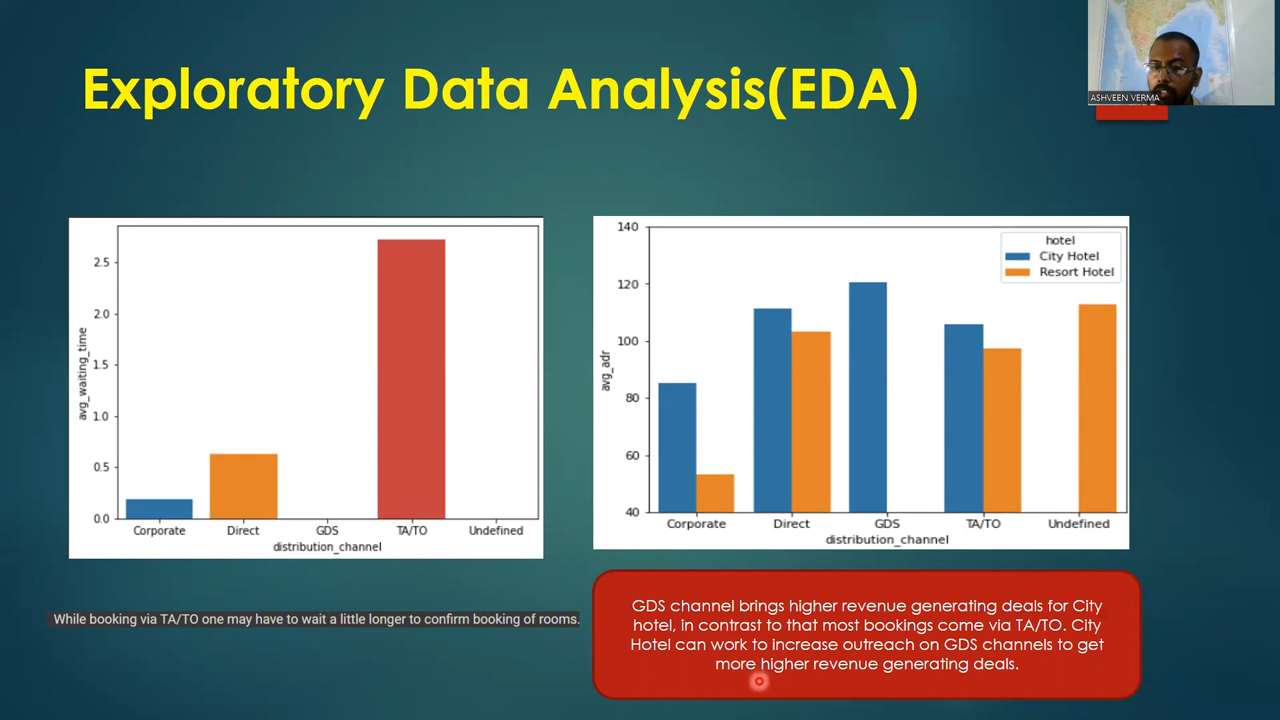 Exploratory Data Analysis(EDA)
ASHVEEN VERMA
2.5
2.0
1.5
1.0
0.5
0.0
avg_waiting_time
Corporate Direct GDS TA/TO Undefined
distribution_channel
While booking via TA/TO one may have to wait a little longer to confirm booking of rooms.
140
120
100
80
60
40
avg_adr
hotel
City Hotel
Resort Hotel
Corporate Direct GDS TA/TO Undefined
distribution_channel
GDS channel brings higher revenue generating deals for City
hotel, in contrast to that most bookings come via TA/TO. City
Hotel can work to increase outreach on GDS channels to get
more higher revenue generating deals.